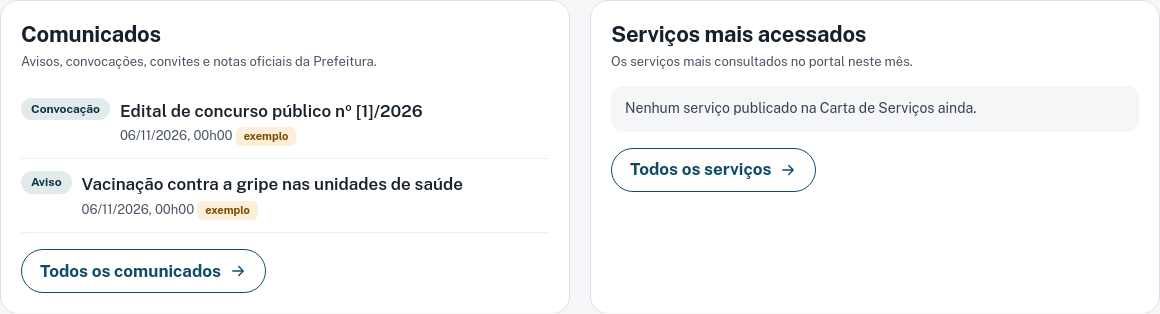 Comunicados
Avisos, convocações, convites e notas oficiais da Prefeitura.
Convocação
Edital de concurso público nº [1]/2026
06/11/2026, 00h00 exemplo
Aviso
Vacinação contra a gripe nas unidades de saúde
06/11/2026, 00h00 exemplo
Todos os comunicados →
Serviços mais acessados
Os serviços mais consultados no portal neste mês.
Nenhum serviço publicado na Carta de Serviços ainda.
Todos os serviços →